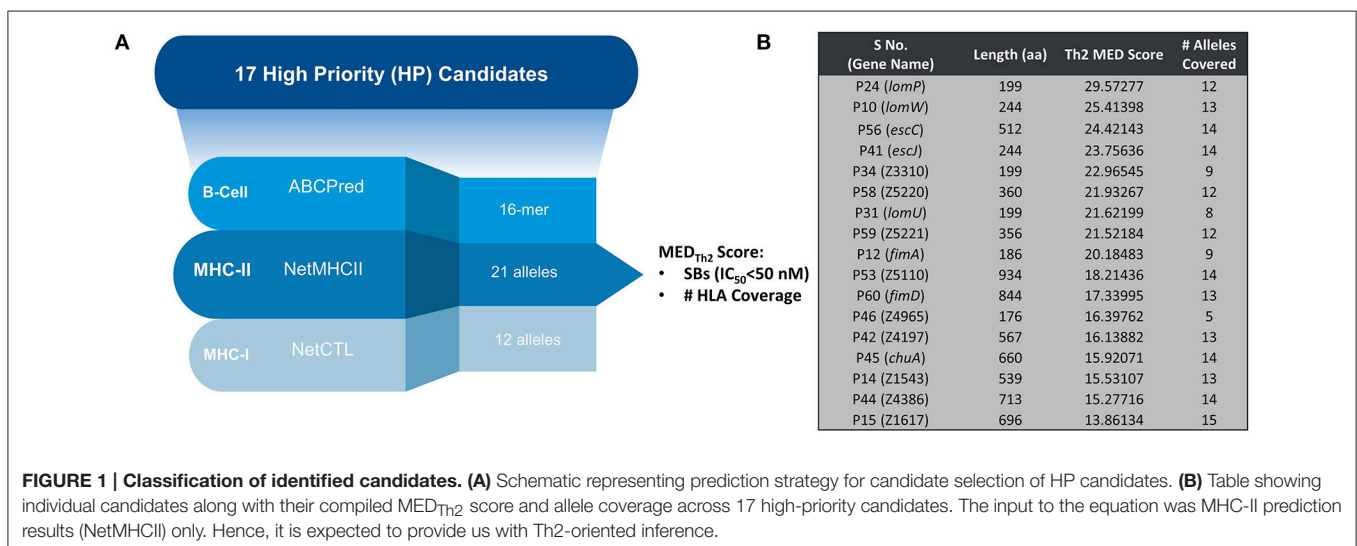 A
17 High Priority (HP) Candidates
B-Cell
ABCPred
16-mer
MHC-II
NetMHCII
21 alleles
MHC-I
NetCTL
12 alleles
MED_Th2 Score:
• SBs (IC50<50 nM)
• # HLA Coverage
B
S No. (Gene Name) Length (aa) Th2 MED Score # Alleles Covered
P24 (lomP) 199 29.57277 12
P10 (lomW) 244 25.41398 13
P56 (escC) 512 24.42143 14
P41 (escJ) 244 23.75636 14
P34 (Z3310) 199 22.96545 9
P58 (Z5220) 360 21.93267 12
P31 (lomU) 199 21.62199 8
P59 (Z5221) 356 21.52184 12
P12 (fimA) 186 20.18483 9
P53 (Z5110) 934 18.21436 14
P60 (fimD) 844 17.33995 13
P46 (Z4965) 176 16.39762 5
P42 (Z4197) 567 16.13882 13
P45 (chuA) 660 15.92071 14
P14 (Z1543) 539 15.53107 13
P44 (Z4386) 713 15.27716 14
P15 (Z1617) 696 13.86134 15
FIGURE 1 | Classification of identified candidates. (A) Schematic representing prediction strategy for candidate selection of HP candidates. (B) Table showing
individual candidates along with their compiled MED_Th2 score and allele coverage across 17 high-priority candidates. The input to the equation was MHC-II prediction
results (NetMHCII) only. Hence, it is expected to provide us with Th2-oriented inference.